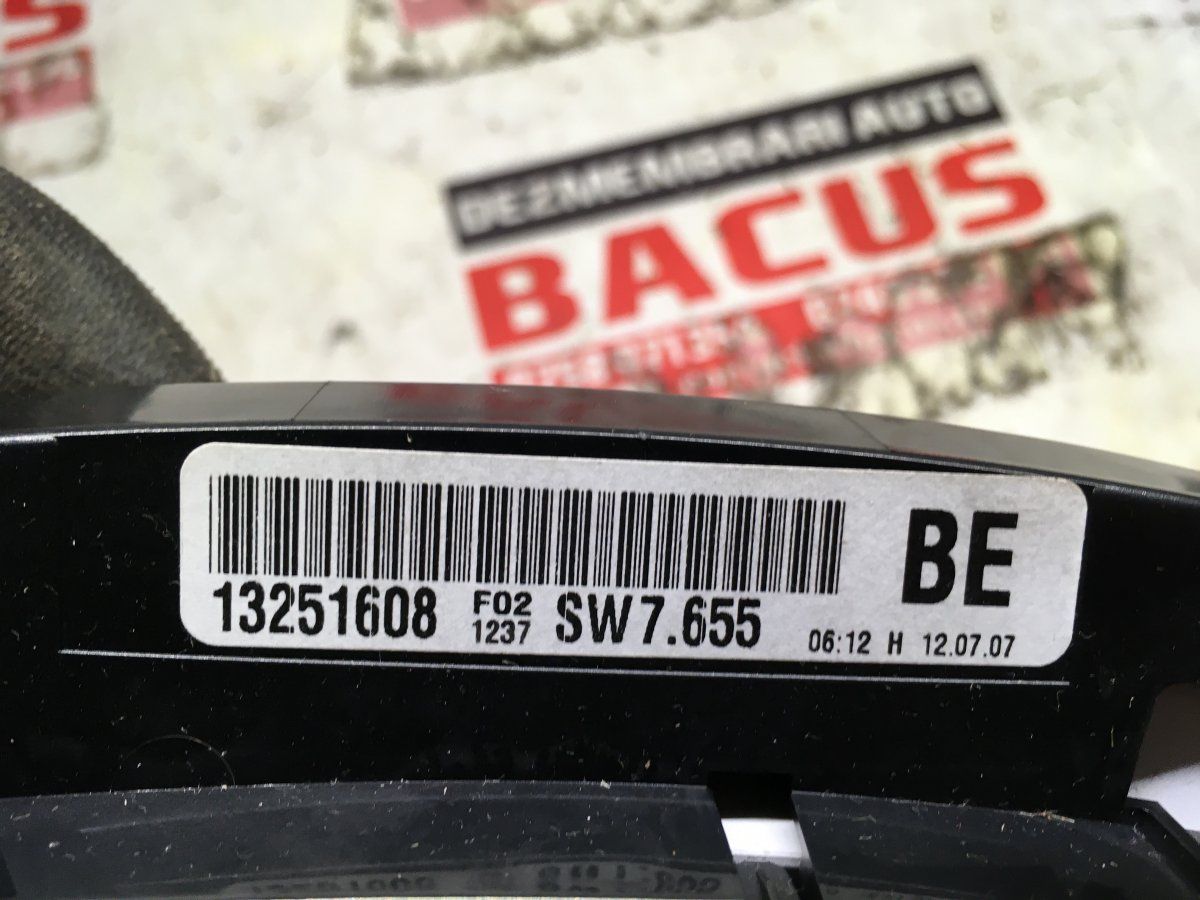 DEZMEMBRARI AUTO
BACUS
13251608 F02 1237 SW7.655
BE
06:12 H 12.07.07